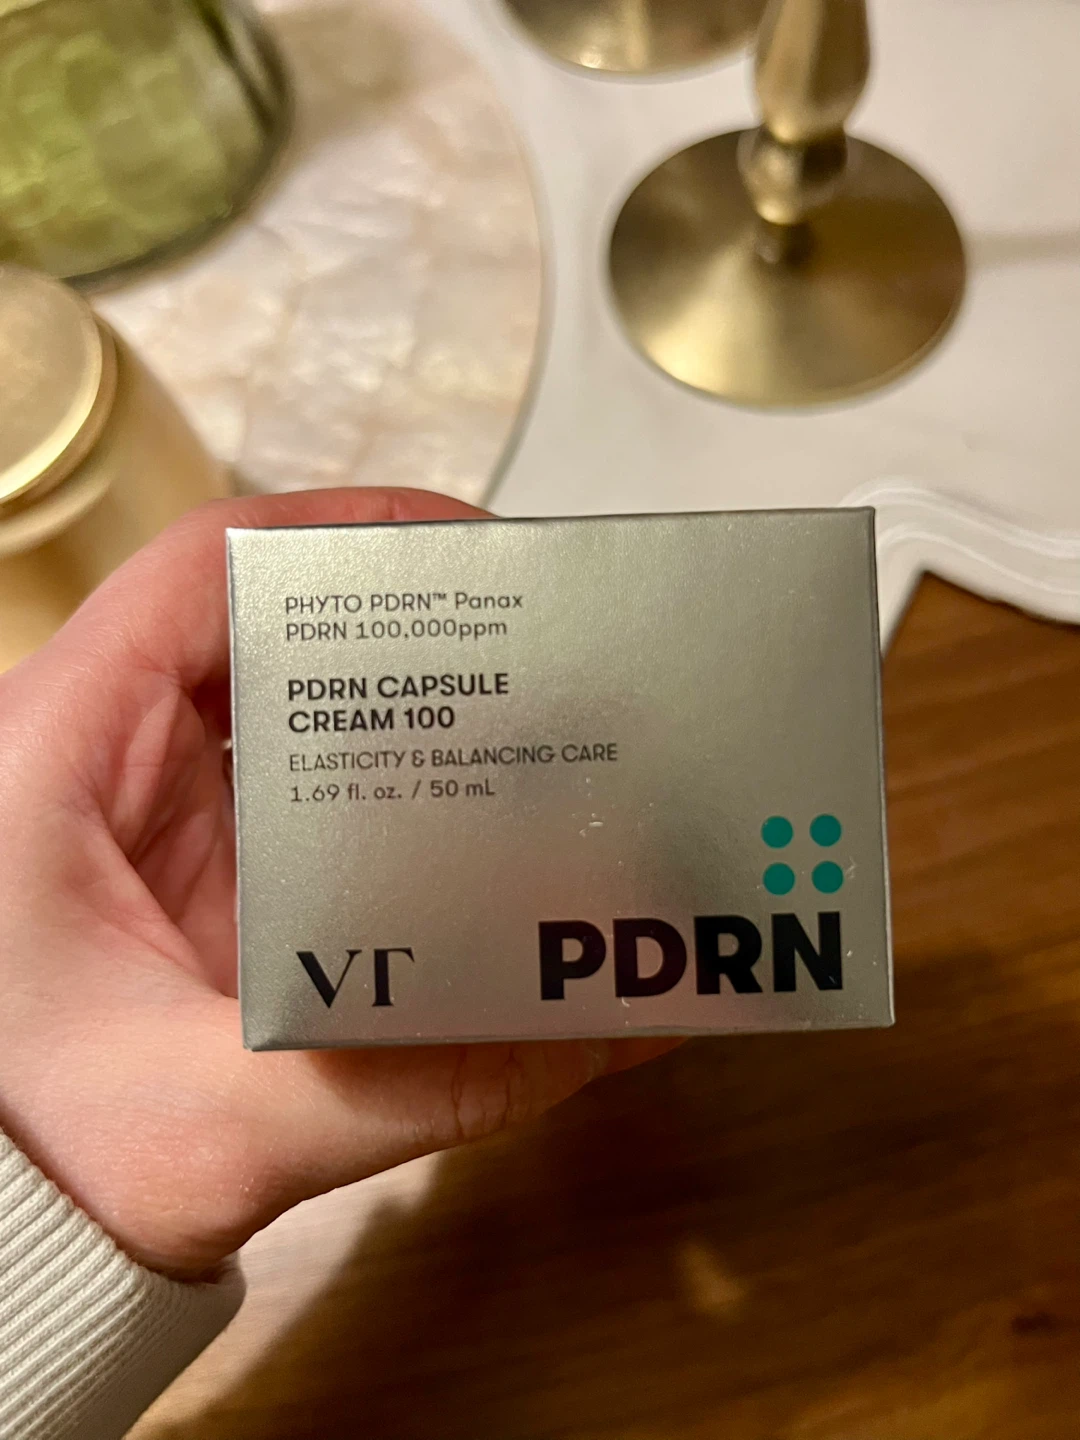 PHYTO PDRN™ Panax
PDRN 100,000ppm
PDRN CAPSULE
CREAM 100
ELASTICITY & BALANCING CARE
1.69 fl. oz. / 50 mL
VT
PDRN